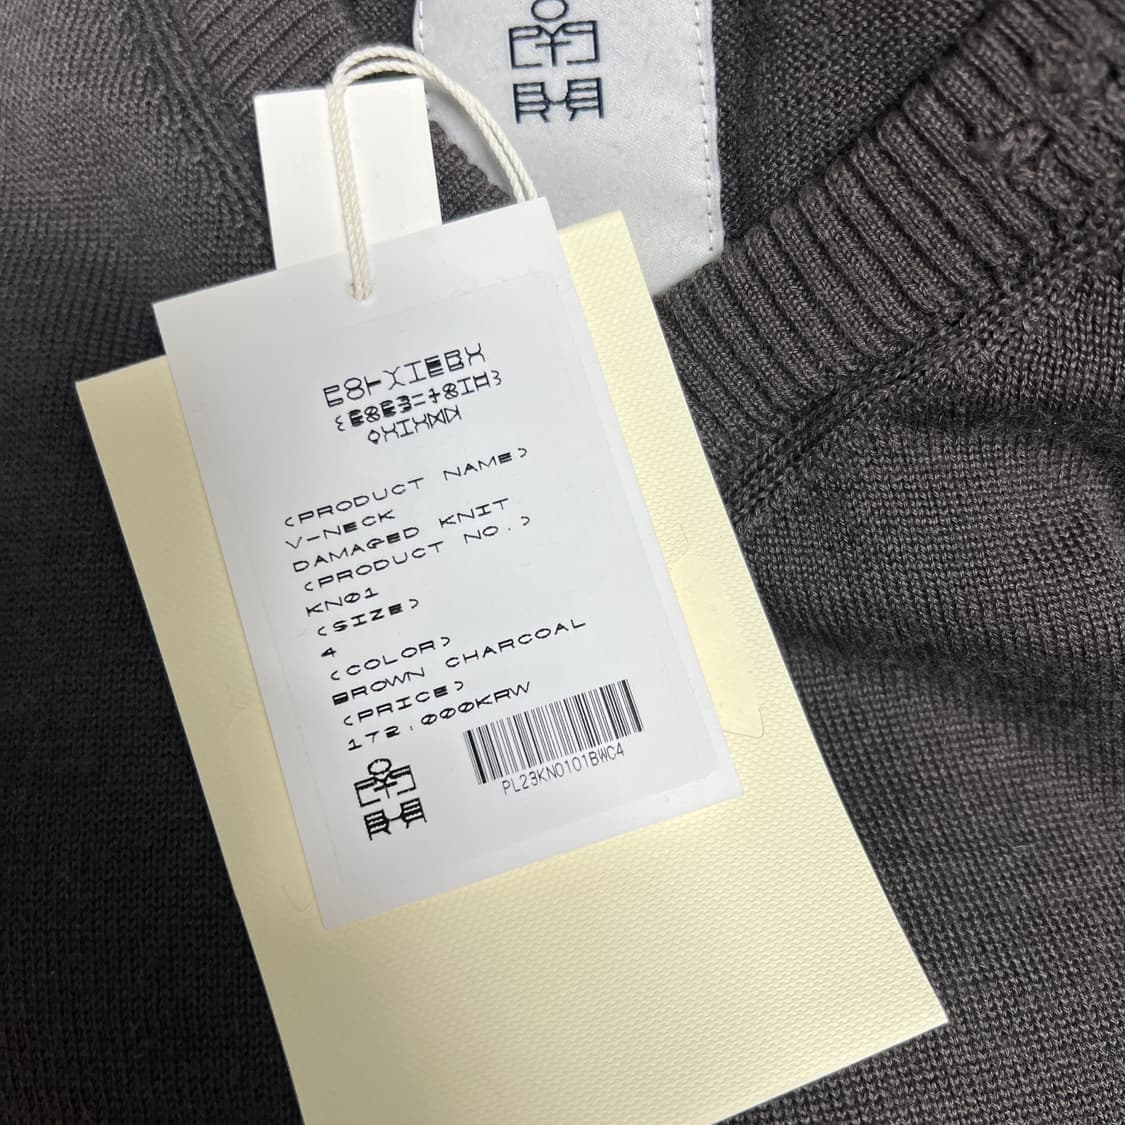 <PRODUCT NAME>
V-NECK
DAMAGED KNIT
<PRODUCT NO.>
KN01
<SIZE>
4
<COLOR>
BROWN CHARCOAL
<PRICE>
172.000KRW
PL23KN0101BWC4